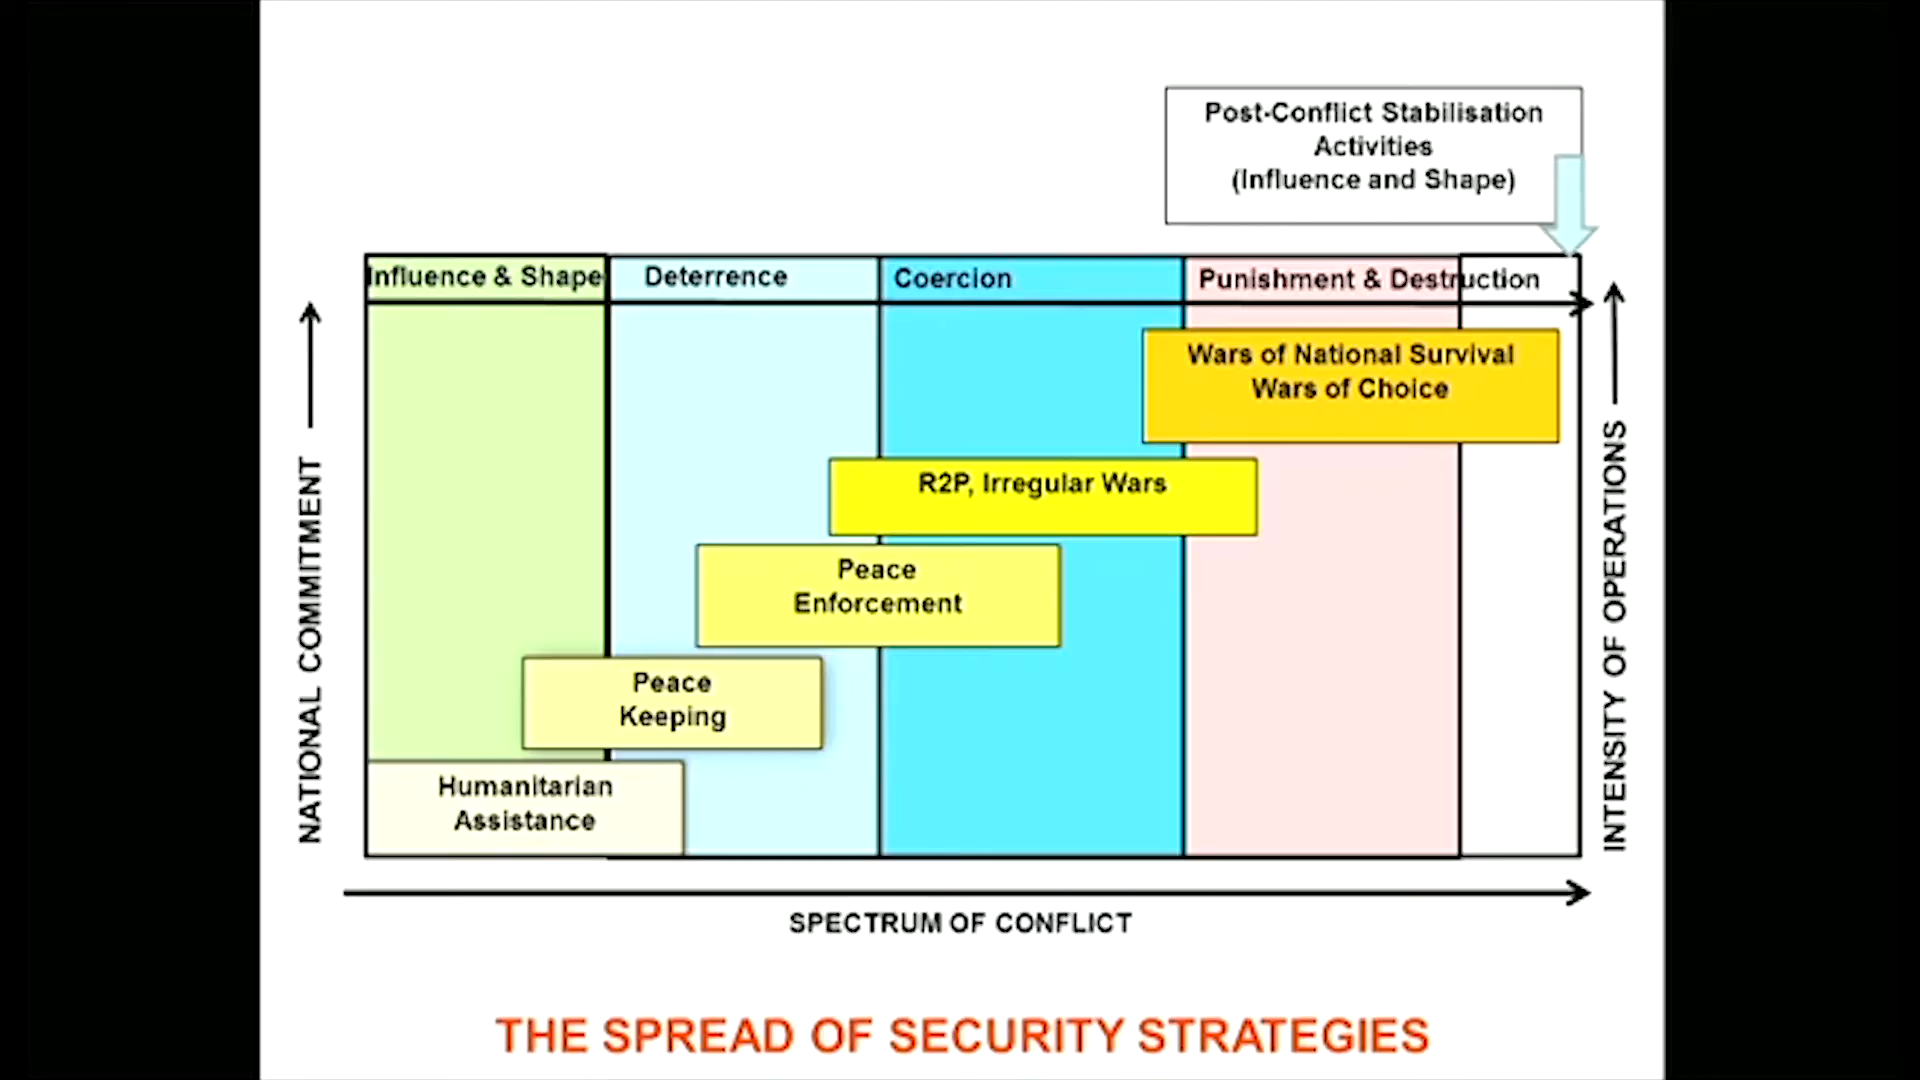 Post-Conflict Stabilisation
Activities
(Influence and Shape)
Influence & Shape
Deterrence
Coercion
Punishment & Destruction
Wars of National Survival
Wars of Choice
R2P, Irregular Wars
Peace
Enforcement
Peace
Keeping
Humanitarian
Assistance
NATIONAL COMMITMENT
INTENSITY OF OPERATIONS
SPECTRUM OF CONFLICT
THE SPREAD OF SECURITY STRATEGIES